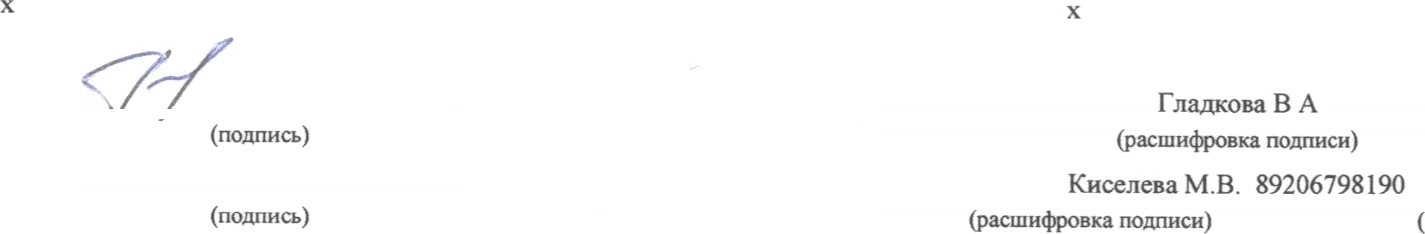 х х
Гладкова В А
(подпись) (расшифровка подписи)
Киселева М.В. 89206798190
(подпись) (расшифровка подписи) (